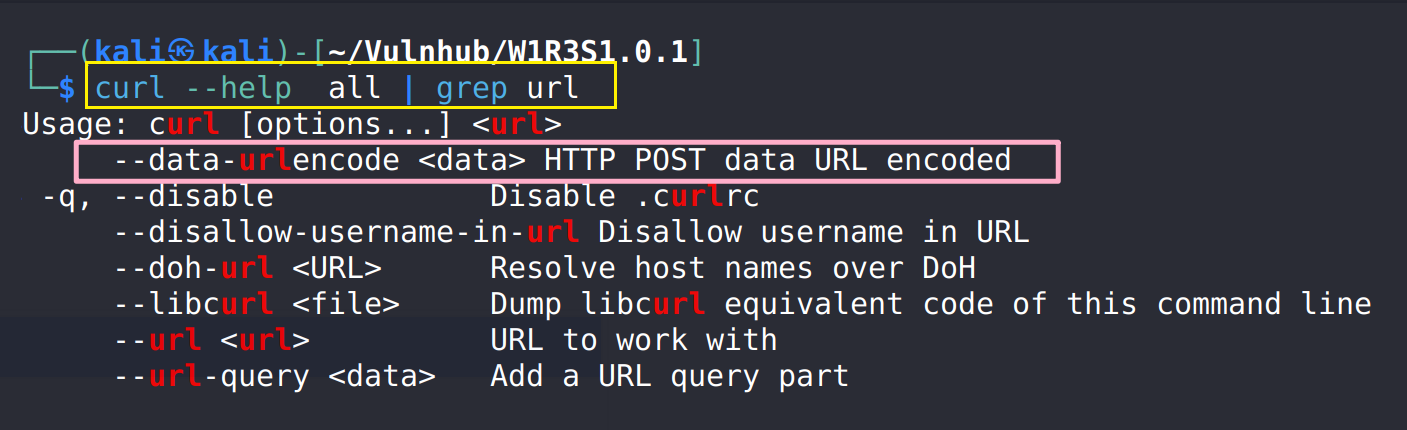 ┌──(kali㉿kali)-[~/Vulnhub/W1R3S1.0.1]
└─$ curl --help  all | grep url
Usage: curl [options...] <url>
     --data-urlencode <data> HTTP POST data URL encoded
 -q, --disable            Disable .curlrc
     --disallow-username-in-url Disallow username in URL
     --doh-url <URL>      Resolve host names over DoH
     --libcurl <file>     Dump libcurl equivalent code of this command line
     --url <url>          URL to work with
     --url-query <data>   Add a URL query part